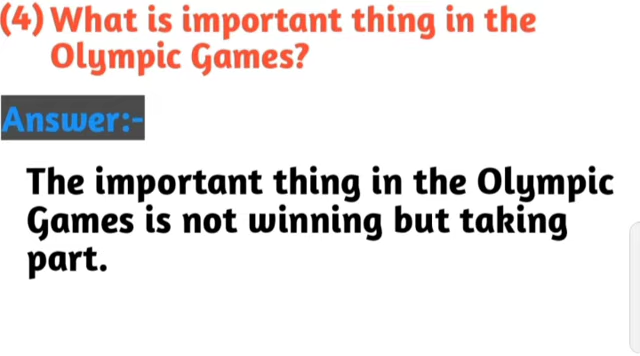 (4) What is important thing in the
Olympic Games?
Answer:-
The important thing in the Olympic
Games is not winning but taking
part.